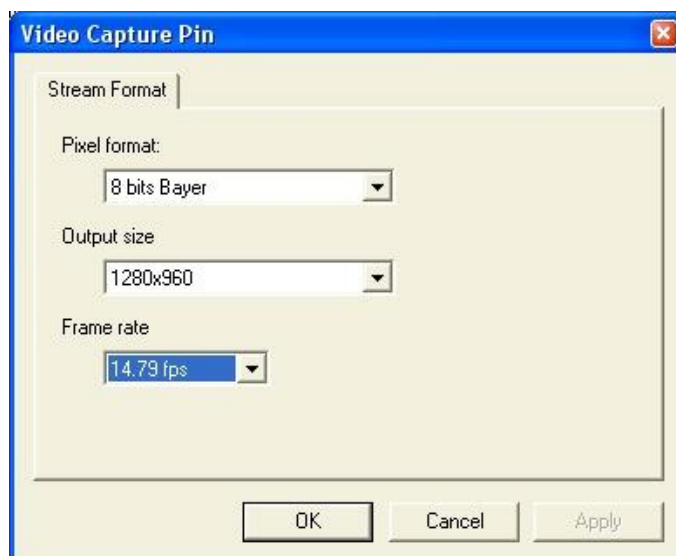 Video Capture Pin
Stream Format
Pixel format:
8 bits Bayer
Output size
1280x960
Frame rate
14.79 fps
OK Cancel Apply